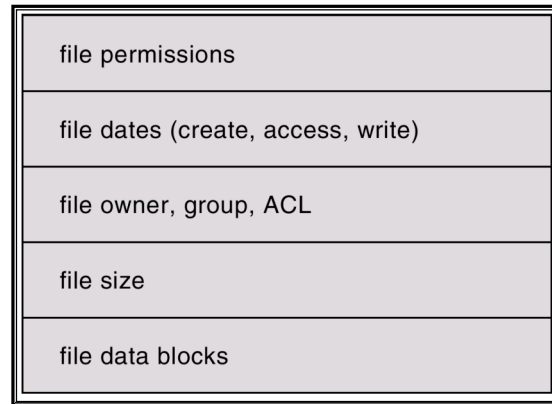 file permissions
file dates (create, access, write)
file owner, group, ACL
file size
file data blocks